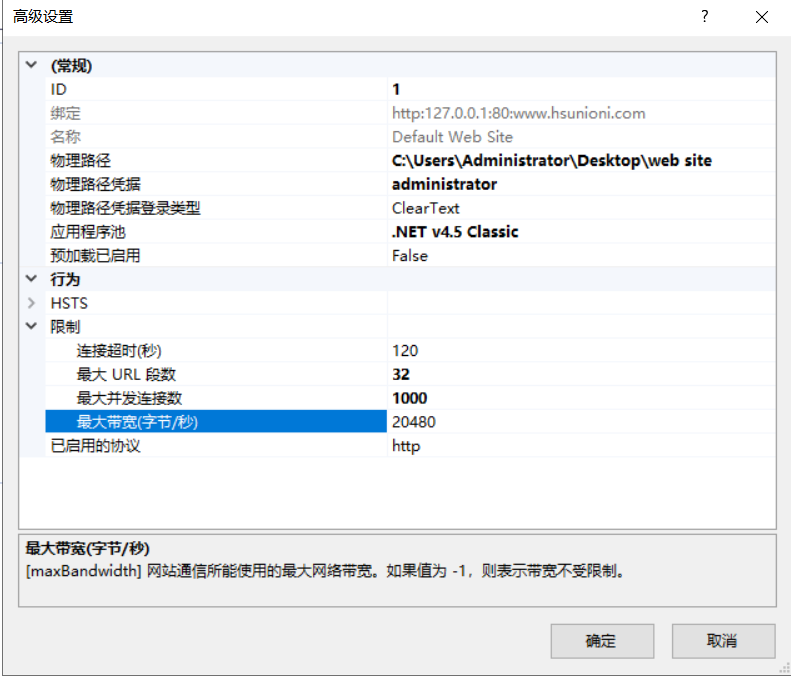 高级设置
(常规)
ID 1
绑定 http:127.0.0.1:80:www.hsunioni.com
名称 Default Web Site
物理路径 C:\Users\Administrator\Desktop\web site
物理路径凭据 administrator
物理路径凭据登录类型 ClearText
应用程序池 .NET v4.5 Classic
预加载已启用 False
行为
HSTS
限制
连接超时(秒) 120
最大 URL 段数 32
最大并发连接数 1000
最大带宽(字节/秒) 20480
已启用的协议 http
最大带宽(字节/秒)
[maxBandwidth] 网站通信所能使用的最大网络带宽。如果值为 -1，则表示带宽不受限制。
确定 取消